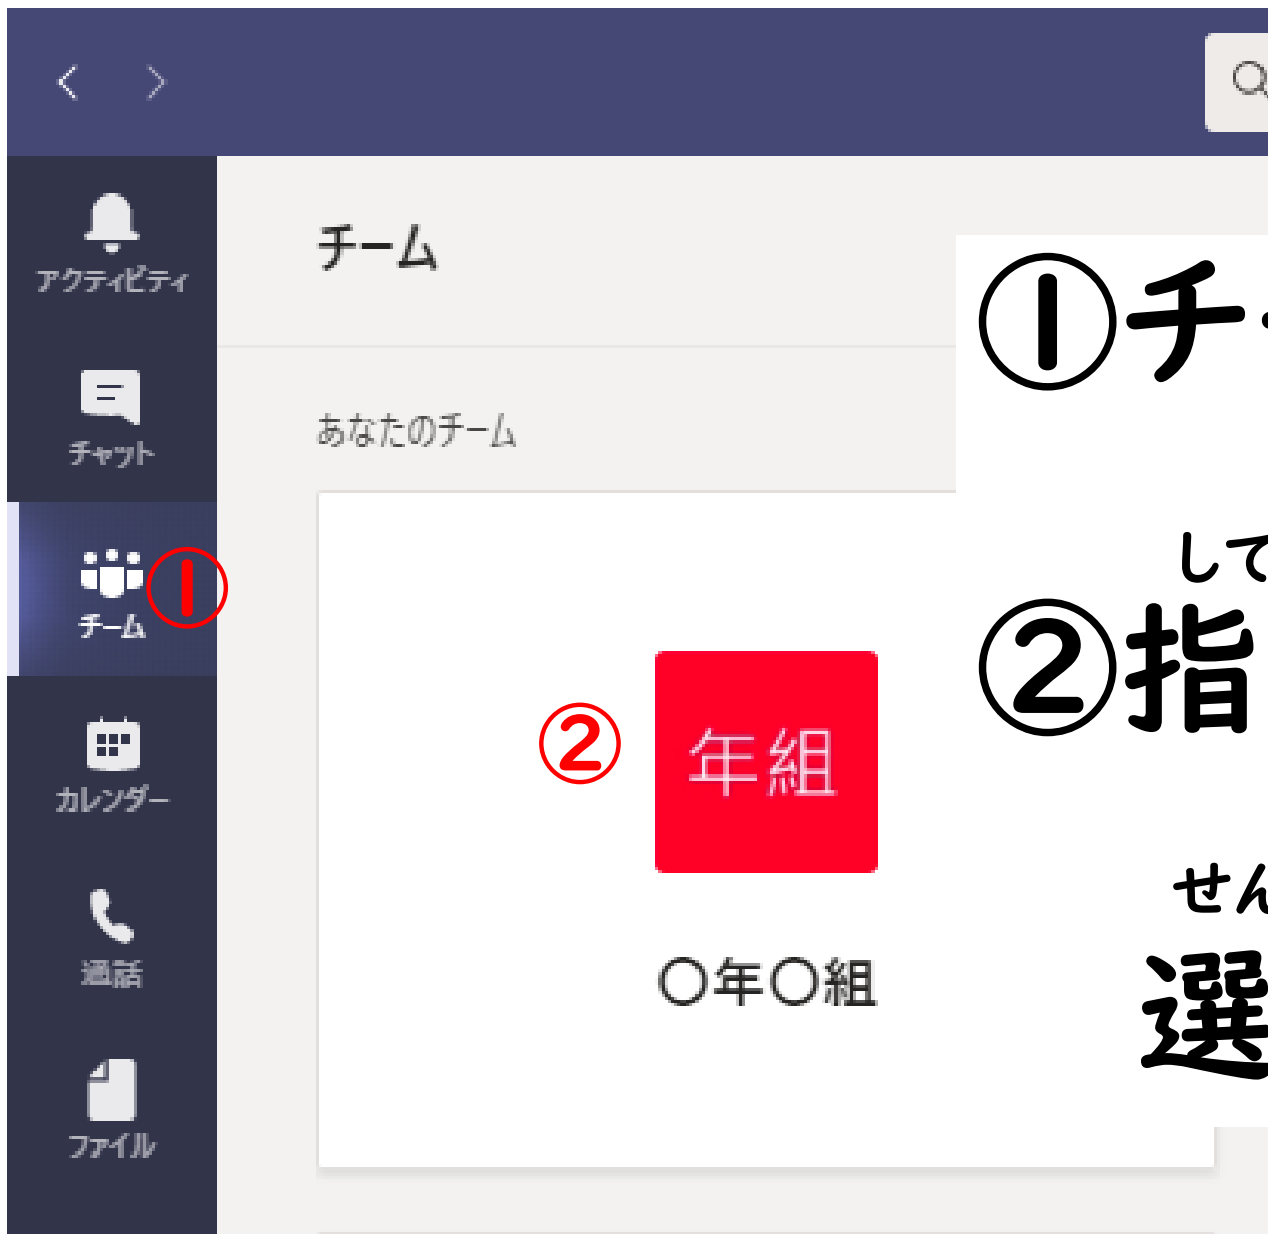 アクティビティ
チャット
チーム
①
カレンダー
通話
ファイル
チーム
あなたのチーム
②
年組
〇年〇組
①チー
して
②指
せん
選